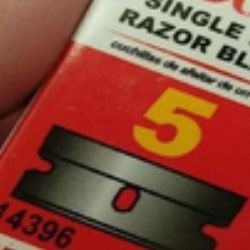 SINGLE
RAZOR BL
cuchillas de afeitar de un
5
14396